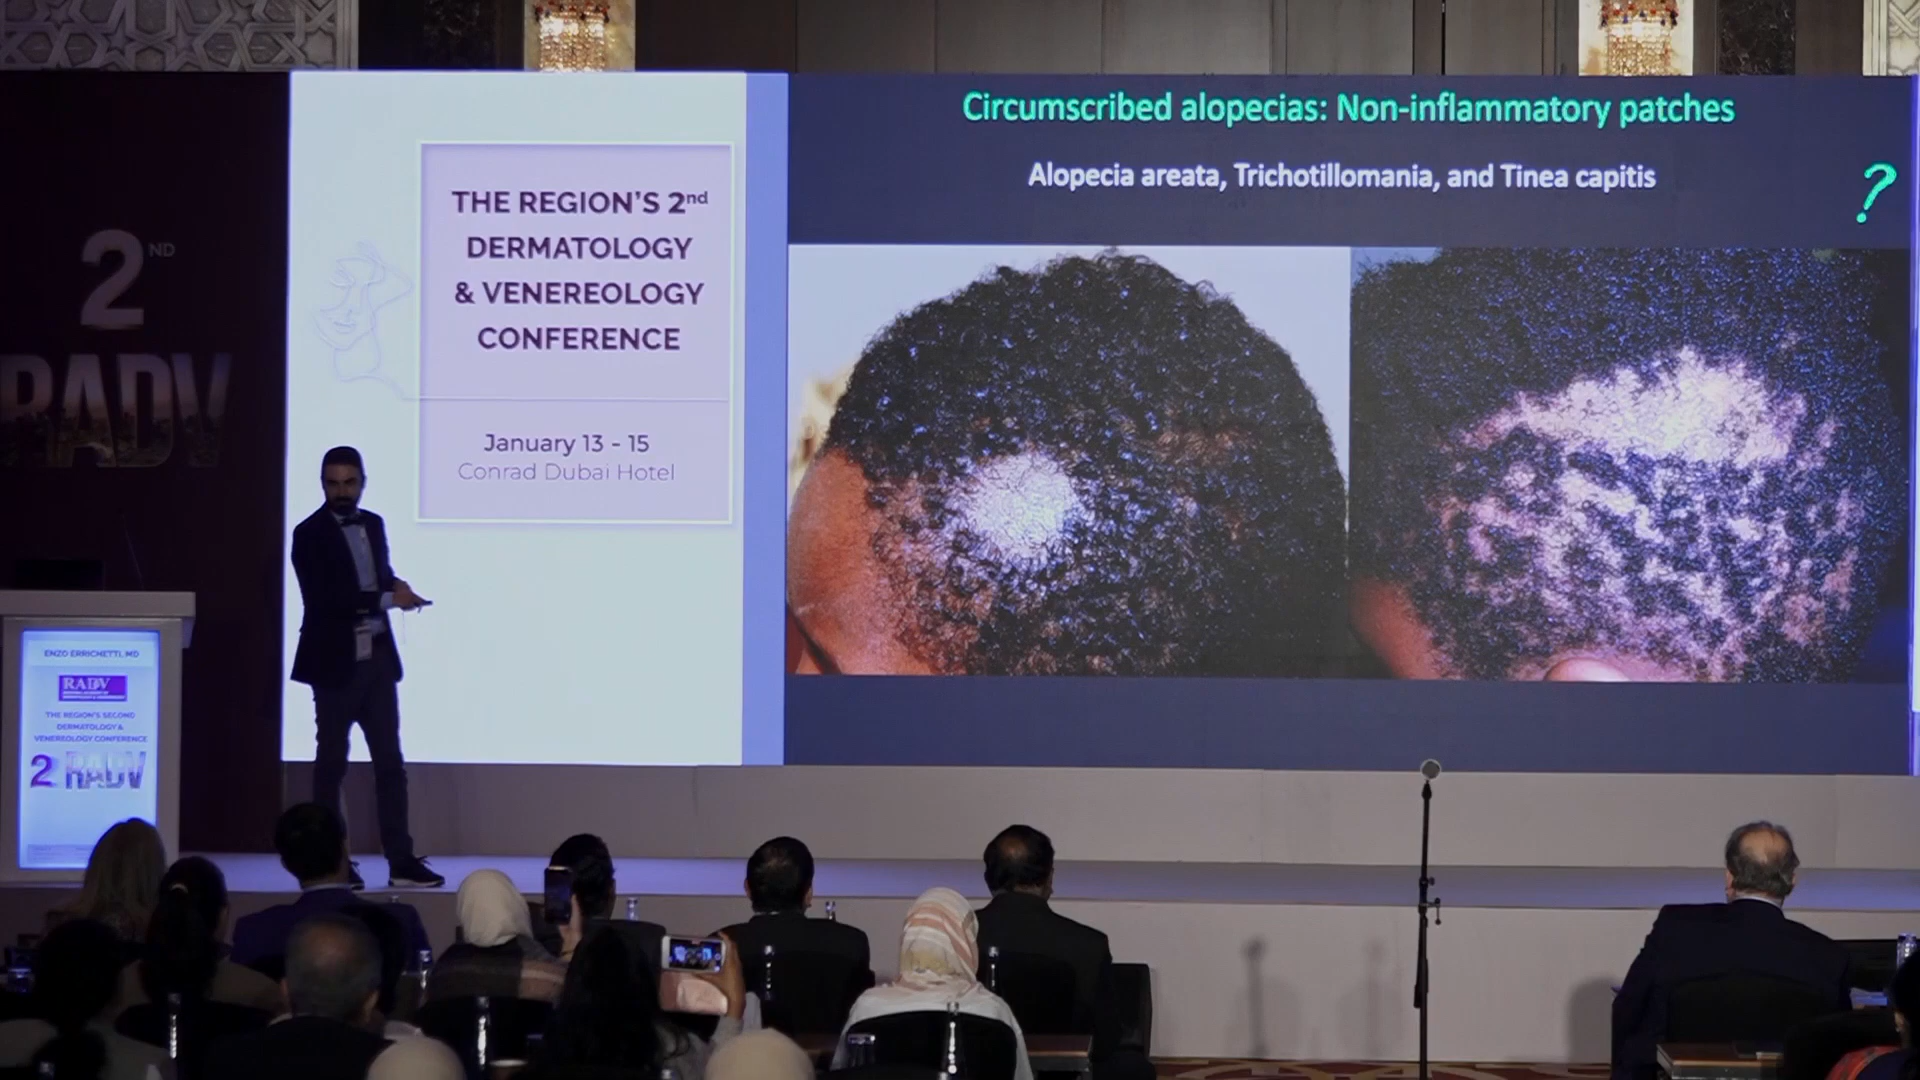 2ND
RADV
THE REGION'S 2nd
DERMATOLOGY
& VENEREOLOGY
CONFERENCE
January 13 - 15
Conrad Dubai Hotel
Circumscribed alopecias: Non-inflammatory patches
Alopecia areata, Trichotillomania, and Tinea capitis
?
ENZO ERRICHETTI, MD
RADV
THE REGION'S SECOND
DERMATOLOGY &
VENEREOLOGY CONFERENCE
2 RADV